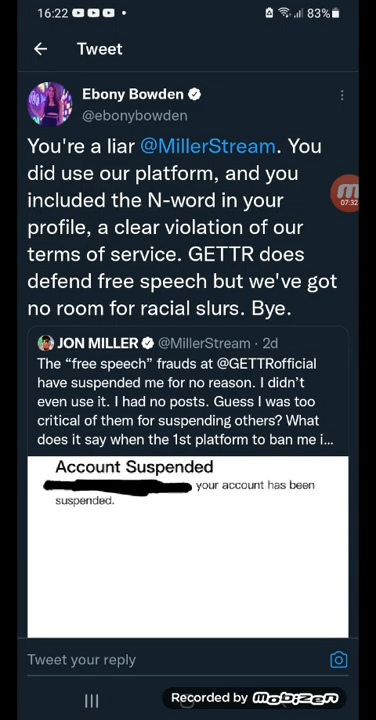 16:22
83%
Tweet
Ebony Bowden
@ebonybowden
You're a liar @MillerStream. You
did use our platform, and you
included the N-word in your
profile, a clear violation of our
terms of service. GETTR does
defend free speech but we've got
no room for racial slurs. Bye.
07:32
JON MILLER @MillerStream · 2d
The “free speech” frauds at @GETTRofficial
have suspended me for no reason. I didn’t
even use it. I had no posts. Guess I was too
critical of them for suspending others? What
does it say when the 1st platform to ban me i...
Account Suspended
your account has been
suspended.
Tweet your reply
Recorded by mobizen